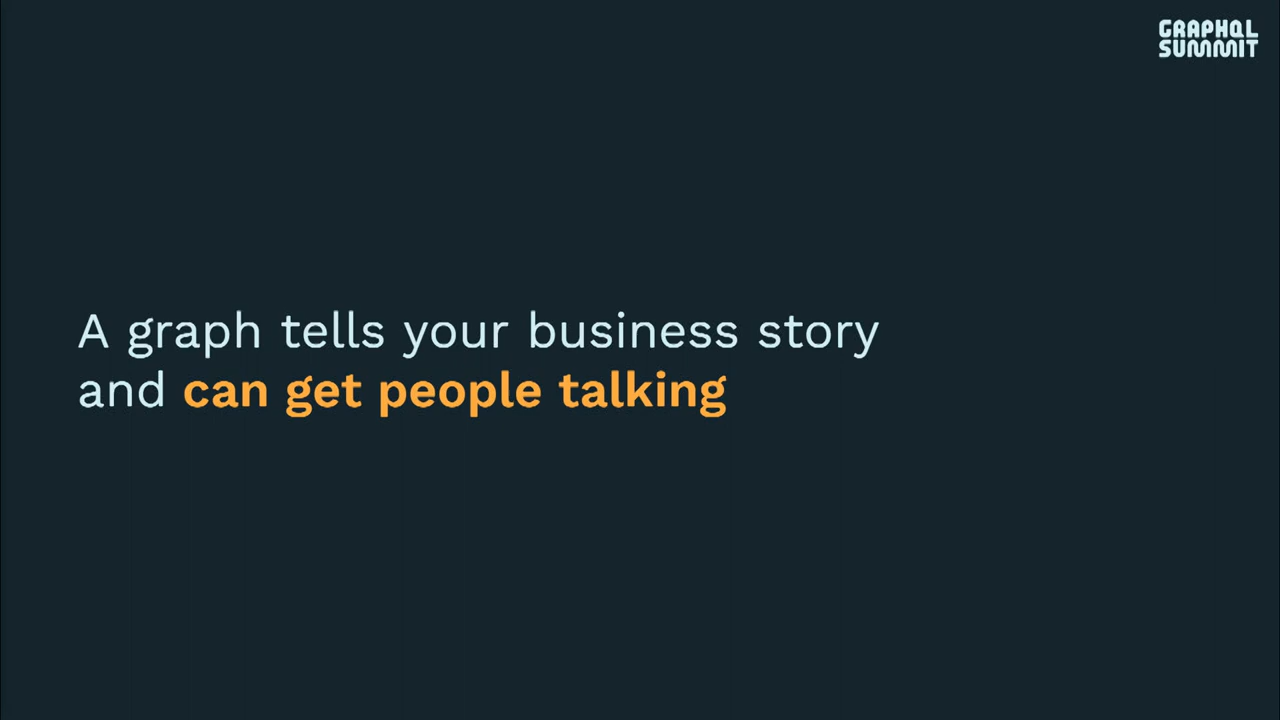 GRAPHQL
SUMMIT
A graph tells your business story
and can get people talking